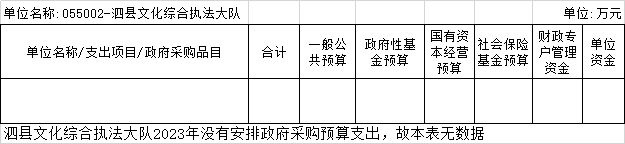 单位名称: 055002-泗县文化综合执法大队 单位: 万元
单位名称/支出项目/政府采购品目 合计 一般公共预算 政府性基金预算 国有资本经营预算 社会保险基金预算 财政专户管理资金 单位资金
泗县文化综合执法大队2023年没有安排政府采购预算支出，故本表无数据